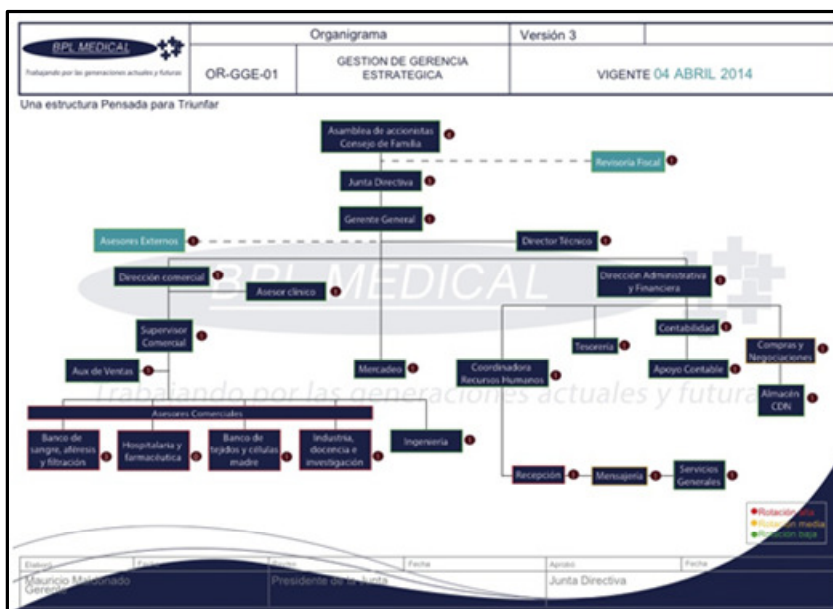 Organigrama
Versión 3
BPL MEDICAL
Trabajando por las generaciones actuales y futuras
OR-GGE-01
GESTION DE GERENCIA
ESTRATEGICA
VIGENTE 04 ABRIL 2014
Una estructura Pensada para Triunfar
Asamblea de accionistas
Consejo de Familia
Revisoría Fiscal
Junta Directiva
Gerente General
Asesores Externos
Director Técnico
BPL MEDICAL
Dirección comercial
Asesor clínico
Dirección Administrativa
y Financiera
Supervisor
Comercial
Contabilidad
Tesorería
Compras y
Negociaciones
Aux de Ventas
Mercadeo
Coordinadora
Recursos Humanos
Apoyo Contable
Trabajando por las generaciones actuales y futura
Almacén
CDN
Asesores Comerciales
Banco de
sangre, aféresis
y filtración
Hospitalaria y
farmacéutica
Banco de
tejidos y células
madre
Industria,
docencia e
investigación
Ingeniería
Recepción
Mensajería
Servicios
Generales
Rotación alta
Rotación media
Rotación baja
Elaboró
Fecha
Fecha
Aprobó
Fecha
Mauricio Maldonado
Gerente
Presidente de la Junta
Junta Directiva